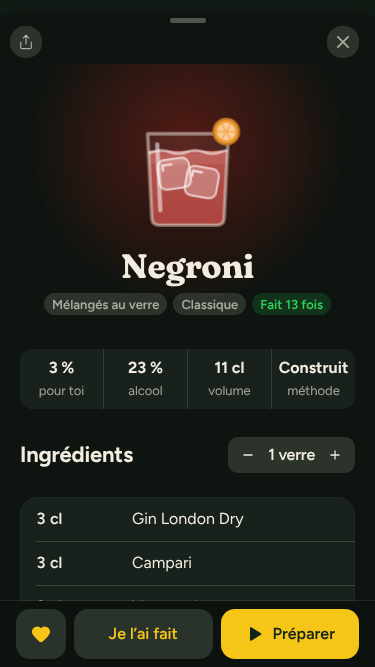 Negroni
Mélangés au verre Classique Fait 13 fois
3 % 23 % 11 cl Construit
pour toi alcool volume méthode
Ingrédients − 1 verre +
3 cl Gin London Dry
3 cl Campari
Je l’ai fait Préparer